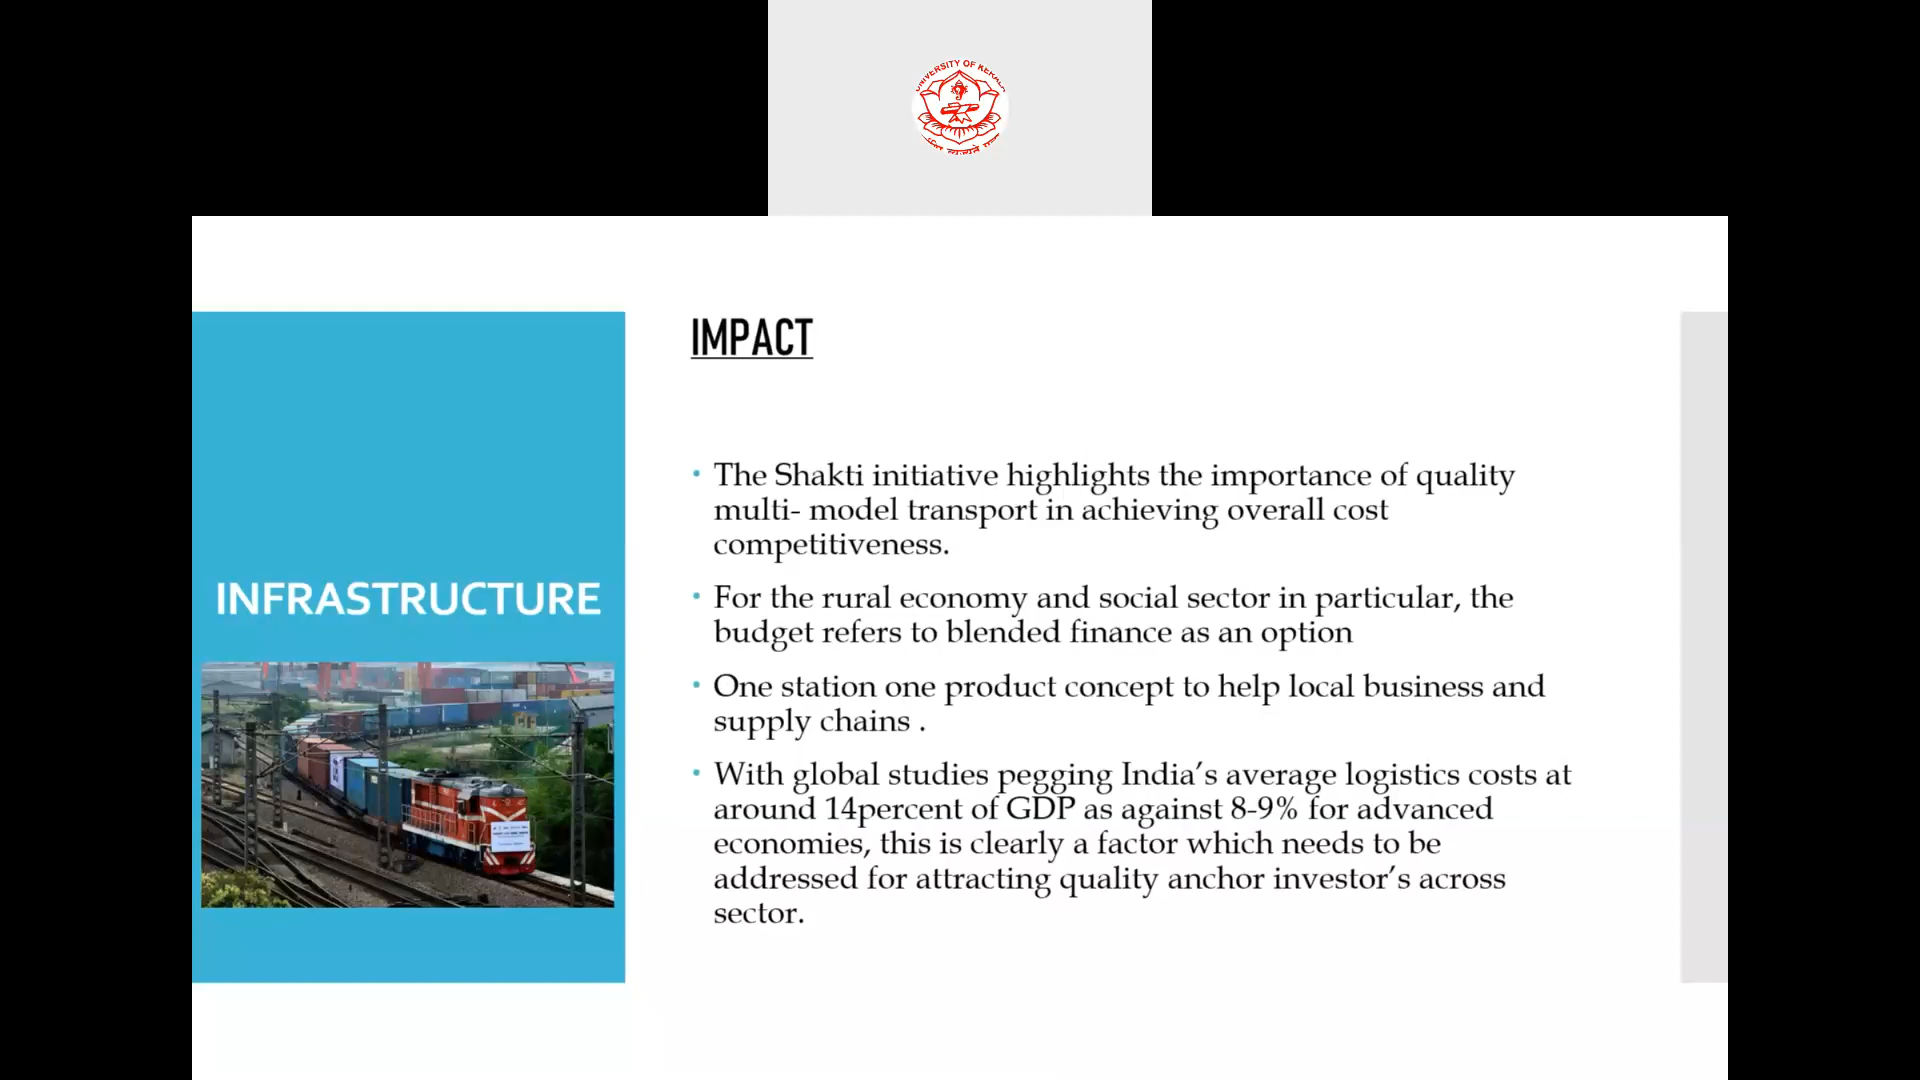 UNIVERSITY OF KERALA
INFRASTRUCTURE
IMPACT
• The Shakti initiative highlights the importance of quality
multi- model transport in achieving overall cost
competitiveness.
• For the rural economy and social sector in particular, the
budget refers to blended finance as an option
• One station one product concept to help local business and
supply chains .
• With global studies pegging India’s average logistics costs at
around 14percent of GDP as against 8-9% for advanced
economies, this is clearly a factor which needs to be
addressed for attracting quality anchor investor’s across
sector.